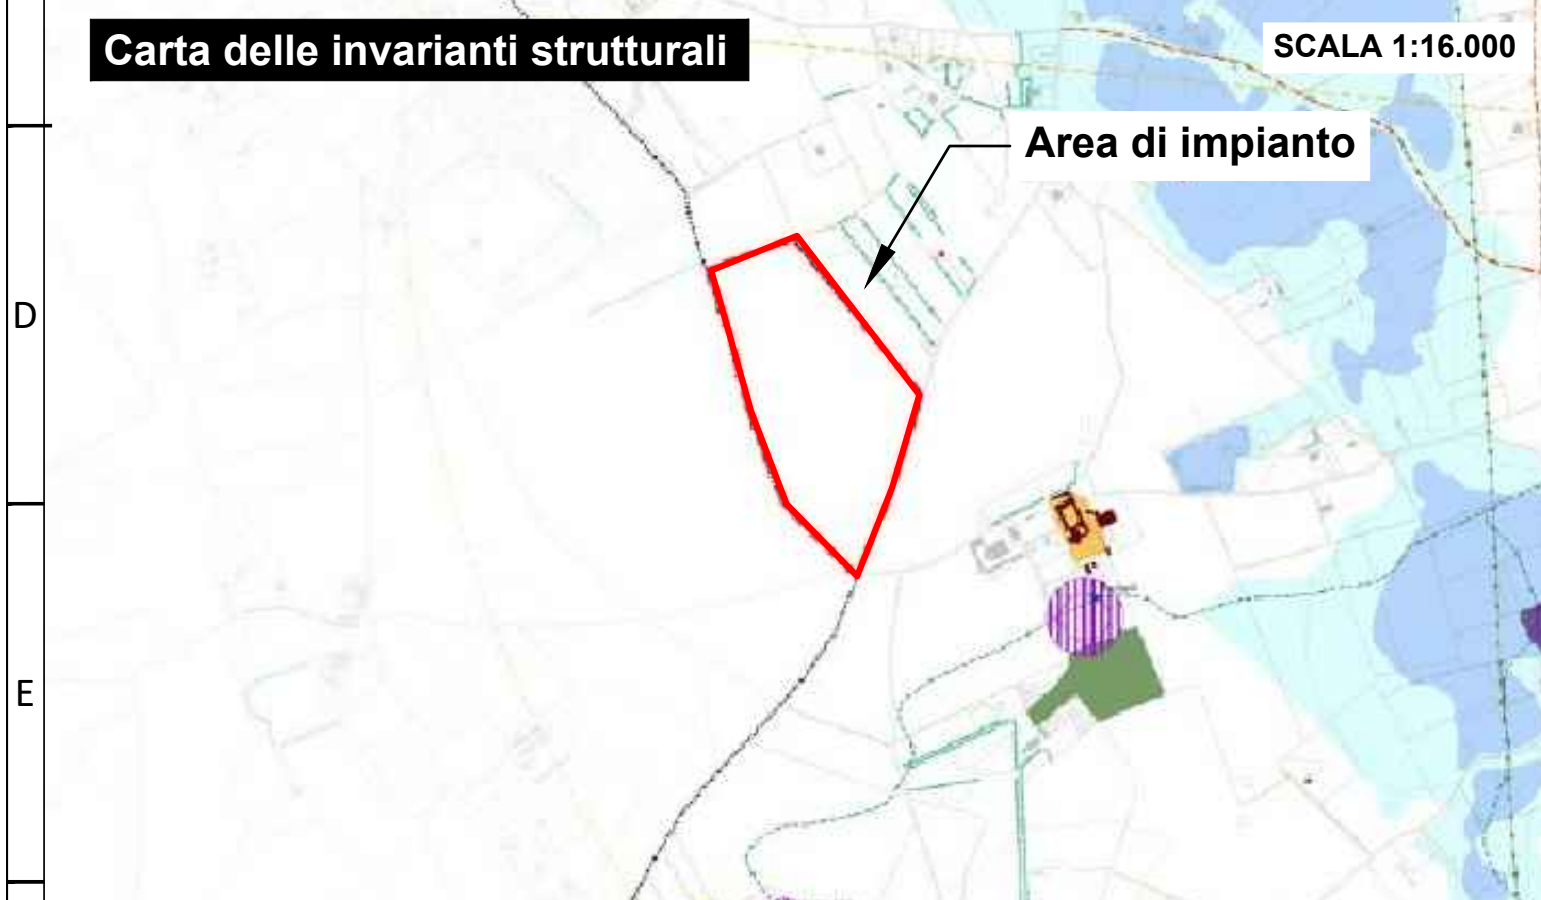 Carta delle invarianti strutturali
SCALA 1:16.000
Area di impianto
D
E